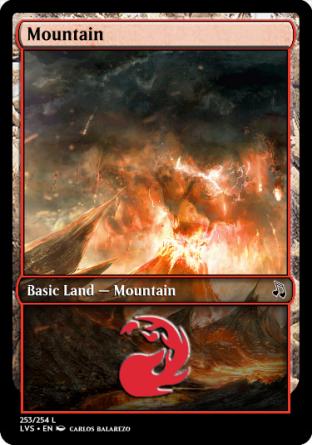 Mountain
Basic Land — Mountain
253/254 L
LVS • EN CARLOS BALAREZO